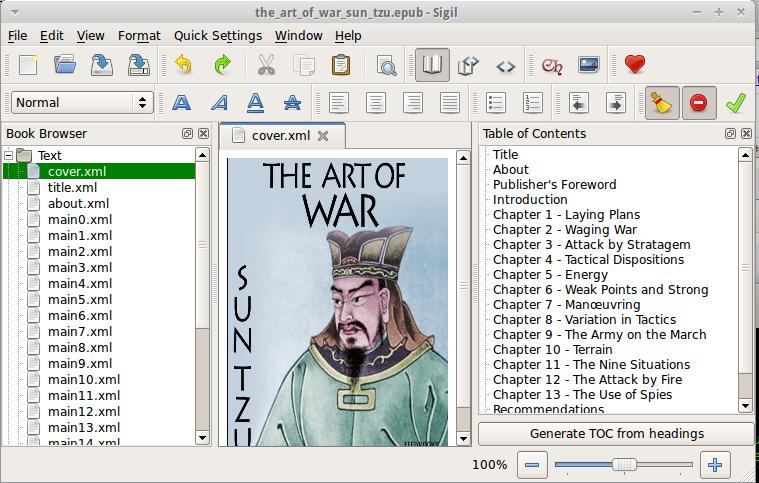 the_art_of_war_sun_tzu.epub - Sigil
File Edit View Format Quick Settings Window Help
Normal
Book Browser
Text
cover.xml
title.xml
about.xml
main0.xml
main1.xml
main2.xml
main3.xml
main4.xml
main5.xml
main6.xml
main7.xml
main8.xml
main9.xml
main10.xml
main11.xml
main12.xml
main13.xml
main14.xml
cover.xml
THE ART OF
WAR
SUN TZU
FEEDBOOKS
Table of Contents
Title
About
Publisher's Foreword
Introduction
Chapter 1 - Laying Plans
Chapter 2 - Waging War
Chapter 3 - Attack by Stratagem
Chapter 4 - Tactical Dispositions
Chapter 5 - Energy
Chapter 6 - Weak Points and Strong
Chapter 7 - Manœuvring
Chapter 8 - Variation in Tactics
Chapter 9 - The Army on the March
Chapter 10 - Terrain
Chapter 11 - The Nine Situations
Chapter 12 - The Attack by Fire
Chapter 13 - The Use of Spies
Recommendations
Generate TOC from headings
100%